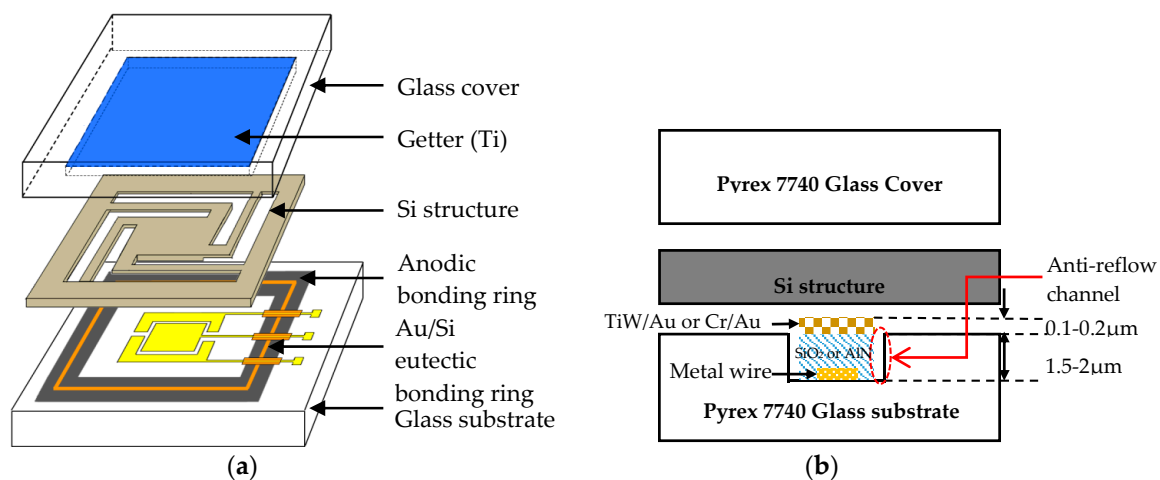 Glass cover
Getter (Ti)
Si structure
Anodic
bonding ring
Au/Si
eutectic
bonding ring
Glass substrate
(a)
Pyrex 7740 Glass Cover
Si structure
Anti-reflow
channel
TiW/Au or Cr/Au
0.1-0.2μm
SiO₂ or AlN
1.5-2μm
Metal wire
Pyrex 7740 Glass substrate
(b)